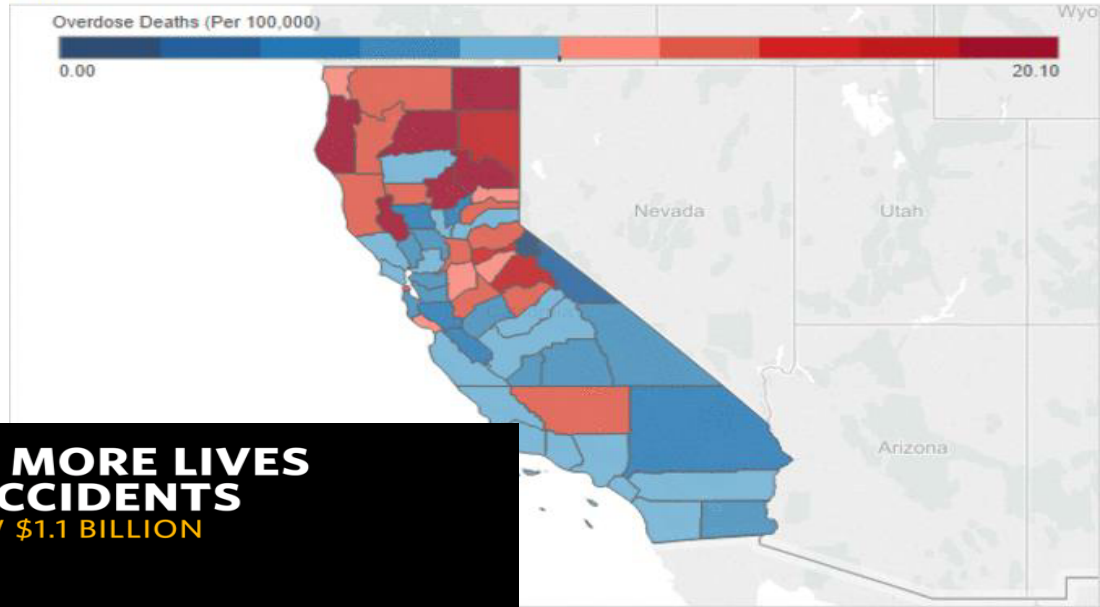 Wyo
Overdose Deaths (Per 100,000)
0.00
20.10
Nevada
Utah
Arizona
MORE LIVES
CCIDENTS
$1.1 BILLION